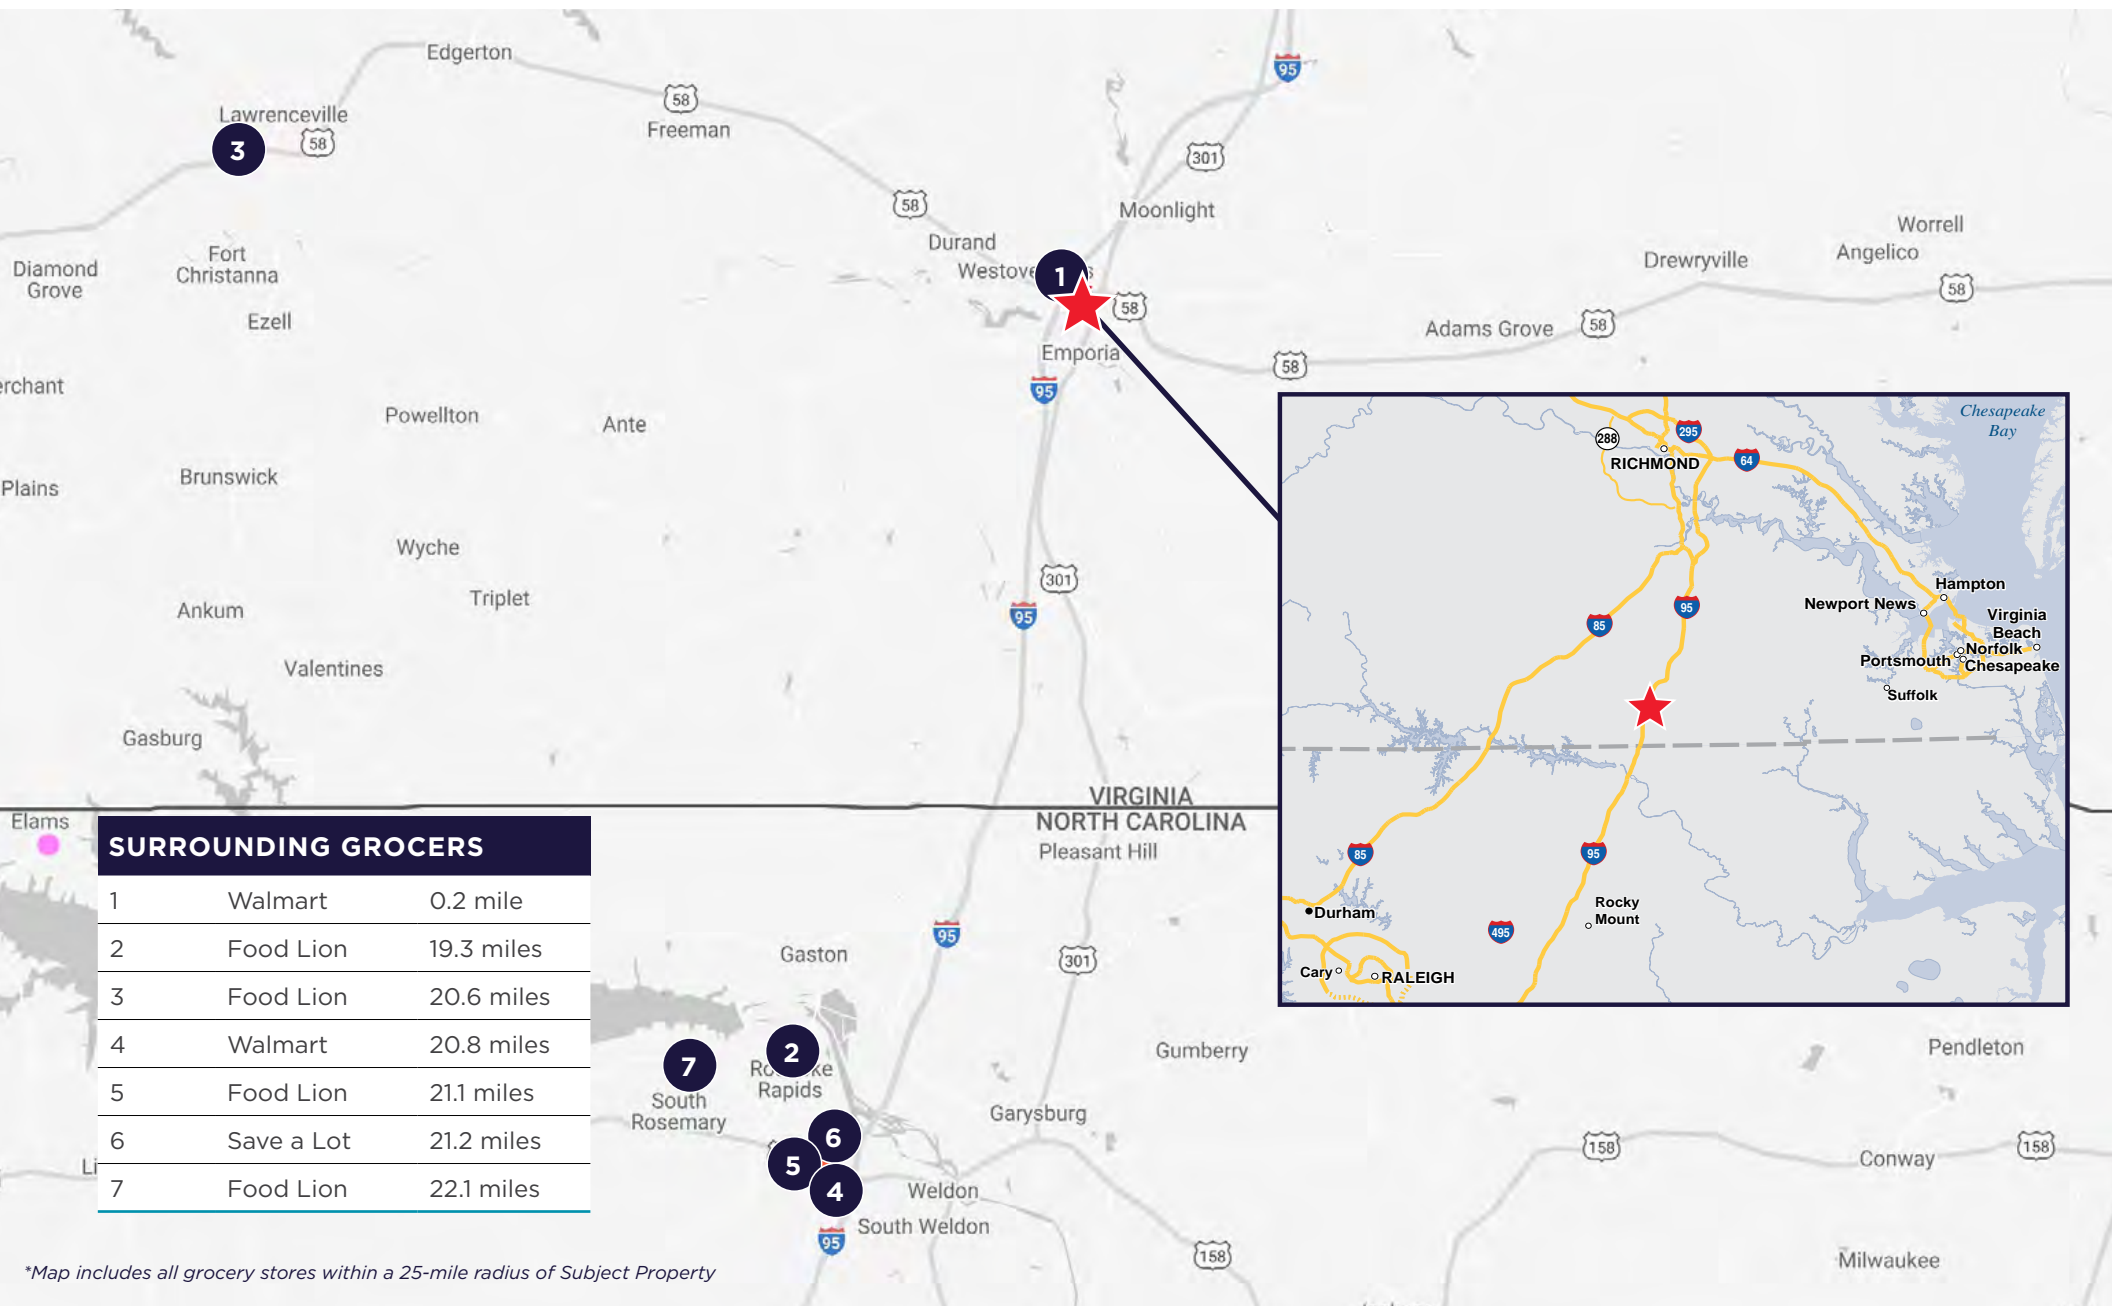 Edgerton
95
58
Lawrenceville
Freeman
58
3
301
58
Moonlight
Worrell
Durand
Angelico
Fort
Christanna
Drewryville
Diamond
Grove
1
58
58
Ezell
Adams Grove
58
Emporia
58
95
Powellton
Ante
Brunswick
Plains
Wyche
301
Triplet
Ankum
95
Valentines
Gasburg
VIRGINIA
NORTH CAROLINA
Pleasant Hill
Elams
95
Gaston
301
7
2
Rapids
South
Rosemary
Gumberry
Pendleton
Garysburg
6
5
4
158
158
Conway
Weldon
South Weldon
95
158
Milwaukee
Chesapeake
Bay
295
288
RICHMOND
64
Hampton
Newport News
95
Virginia
Beach
85
Norfolk
Portsmouth
Chesapeake
Suffolk
85
95
Rocky
Mount
Durham
495
Cary
RALEIGH
SURROUNDING GROCERS
1 Walmart 0.2 mile
2 Food Lion 19.3 miles
3 Food Lion 20.6 miles
4 Walmart 20.8 miles
5 Food Lion 21.1 miles
6 Save a Lot 21.2 miles
7 Food Lion 22.1 miles
*Map includes all grocery stores within a 25-mile radius of Subject Property